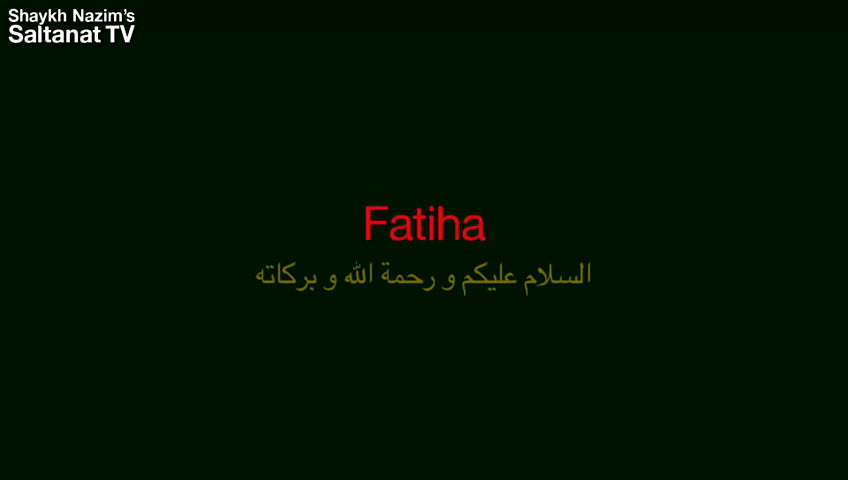 Shaykh Nazim's
Saltanat TV
Fatiha
السلام عليكم و رحمة الله و بركاته